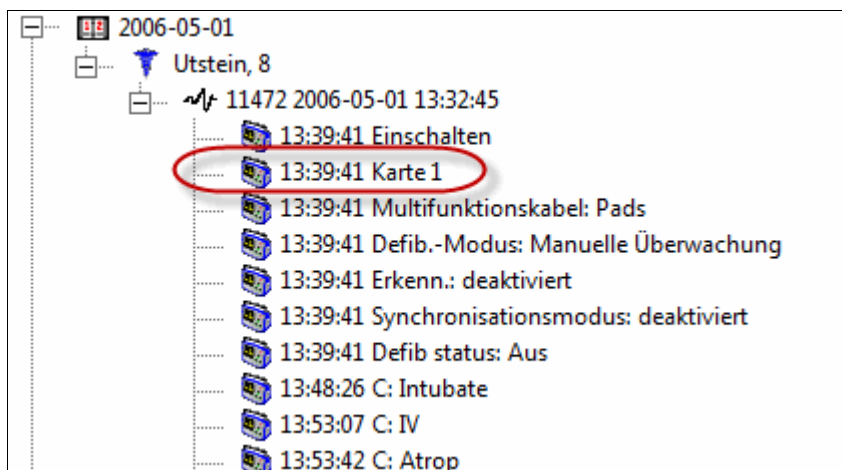 2006-05-01
Utstein, 8
11472 2006-05-01 13:32:45
13:39:41 Einschalten
13:39:41 Karte 1
13:39:41 Multifunktionskabel: Pads
13:39:41 Defib.-Modus: Manuelle Überwachung
13:39:41 Erkenn.: deaktiviert
13:39:41 Synchronisationsmodus: deaktiviert
13:39:41 Defib status: Aus
13:48:26 C: Intubate
13:53:07 C: IV
13:53:42 C: Atrop